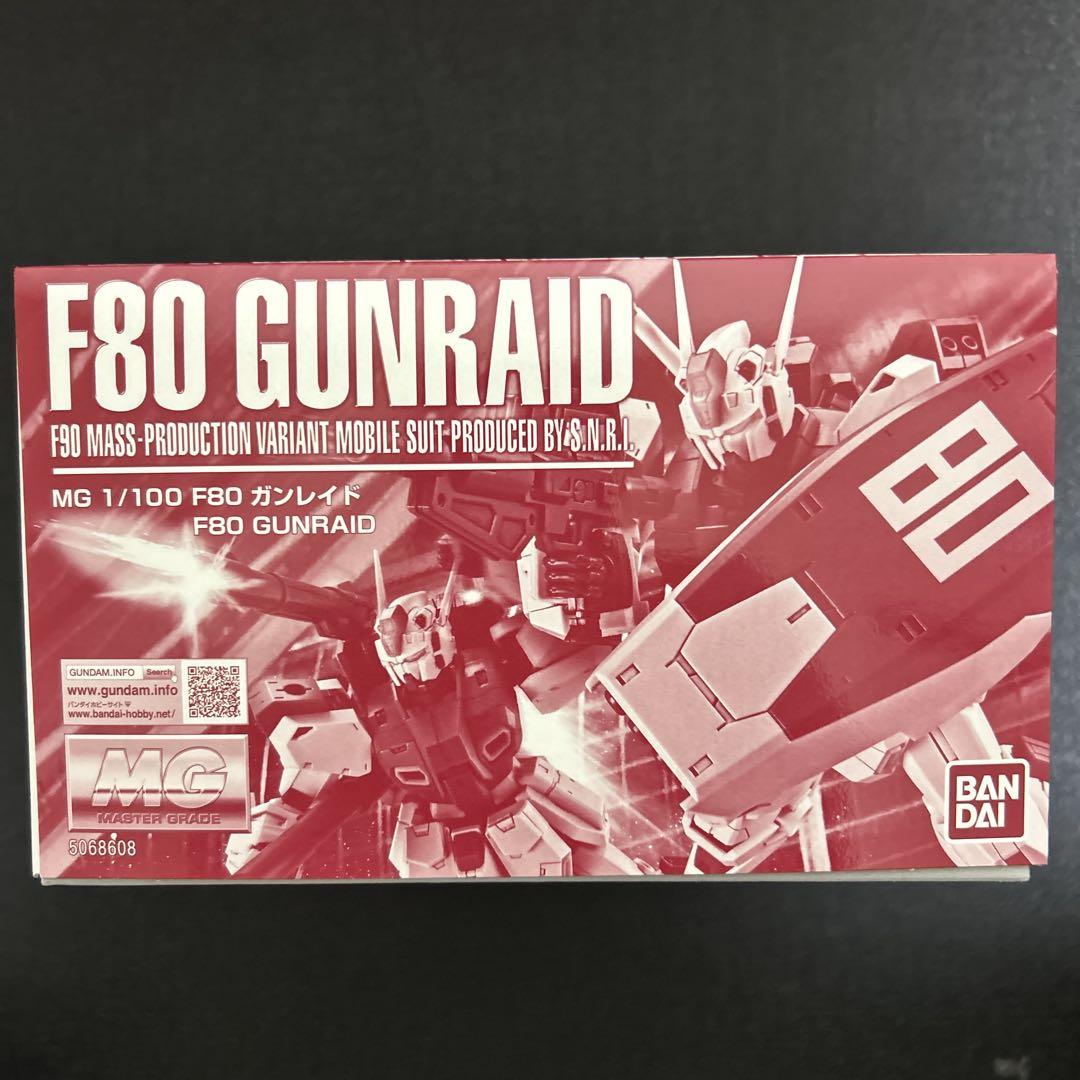 F80 GUNRAID
F90 MASS-PRODUCTION VARIANT MOBILE SUIT PRODUCED BY S.N.R.I.
MG 1/100 F80 ガンレイド
F80 GUNRAID
80
GUNDAM.INFO Search
www.gundam.info
バンダイホビーサイト
www.bandai-hobby.net/
MG
MASTER GRADE
5068608
BAN
DAI